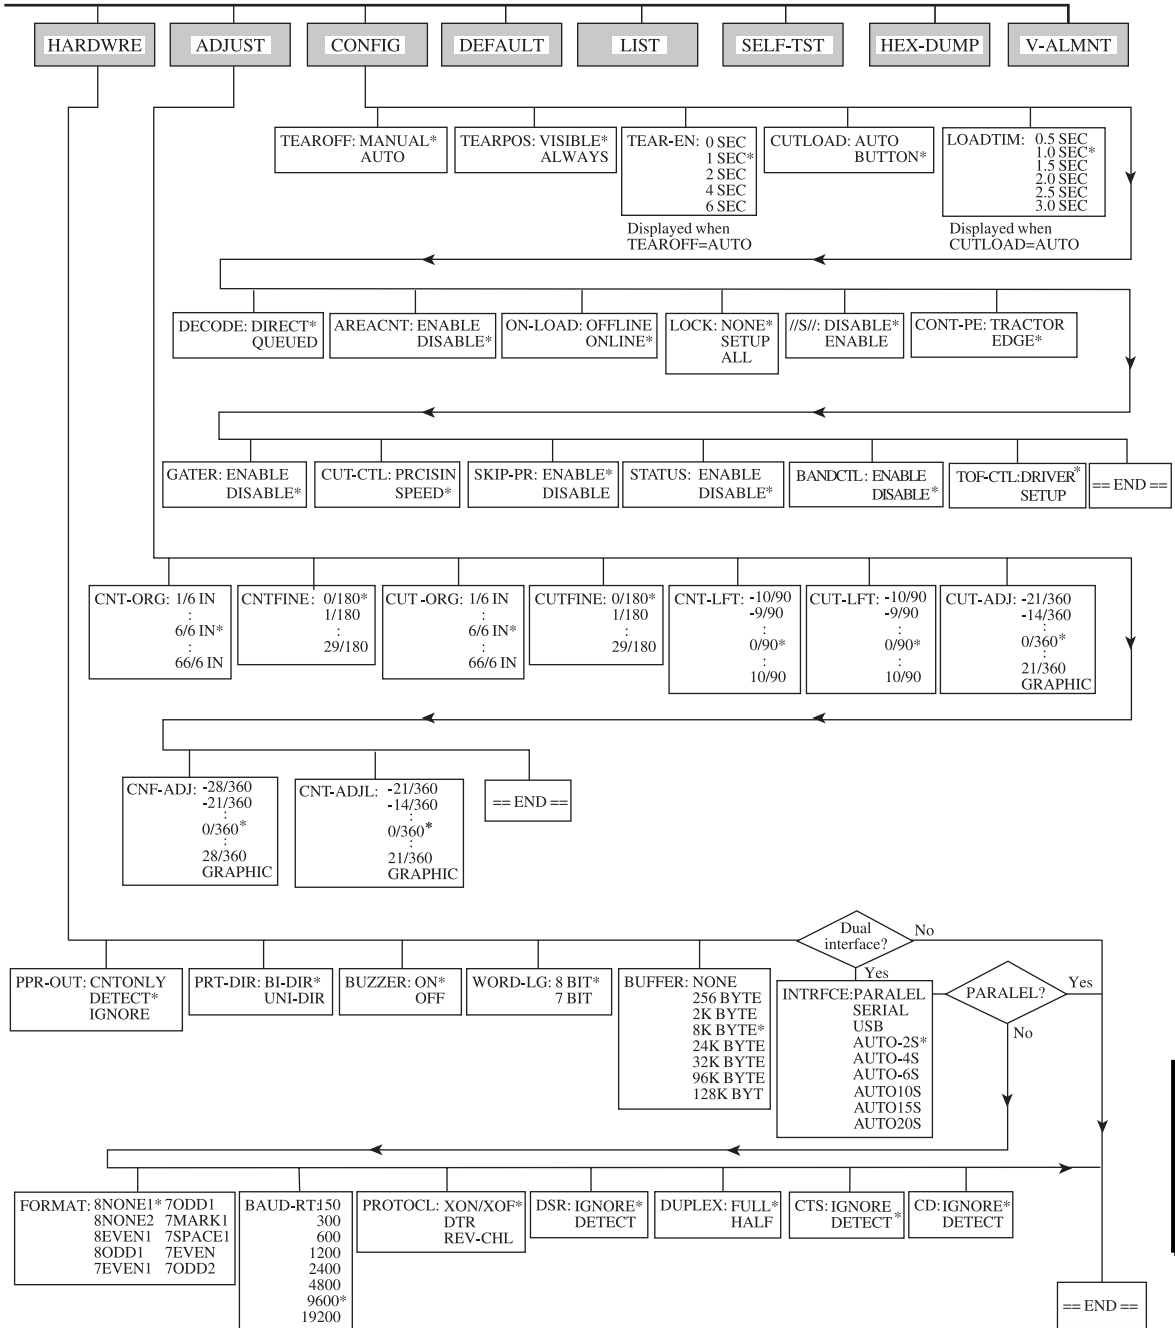 HARDWRE ADJUST CONFIG DEFAULT LIST SELF-TST HEX-DUMP V-ALMNT
TEAROFF: MANUAL*
AUTO
TEARPOS: VISIBLE*
ALWAYS
TEAR-EN: 0 SEC
1 SEC*
2 SEC
4 SEC
6 SEC
Displayed when
TEAROFF=AUTO
CUTLOAD: AUTO
BUTTON*
LOADTIM: 0.5 SEC
1.0 SEC*
1.5 SEC
2.0 SEC
2.5 SEC
3.0 SEC
Displayed when
CUTLOAD=AUTO
DECODE: DIRECT*
QUEUED
AREACNT: ENABLE
DISABLE*
ON-LOAD: OFFLINE
ONLINE*
LOCK: NONE*
SETUP
ALL
//S//: DISABLE*
ENABLE
CONT-PE: TRACTOR
EDGE*
GATER: ENABLE
DISABLE*
CUT-CTL: PRCISIN
SPEED*
SKIP-PR: ENABLE*
DISABLE
STATUS: ENABLE
DISABLE*
BANDCTL: ENABLE
DISABLE*
TOF-CTL:DRIVER*
SETUP
== END ==
CNT-ORG: 1/6 IN
:
6/6 IN*
:
66/6 IN
CNTFINE: 0/180*
1/180
:
29/180
CUT -ORG: 1/6 IN
:
6/6 IN*
:
66/6 IN
CUTFINE: 0/180*
1/180
:
29/180
CNT-LFT: -10/90
-9/90
:
0/90*
:
10/90
CUT-LFT: -10/90
-9/90
:
0/90*
:
10/90
CUT-ADJ: -21/360
-14/360
:
0/360*
:
21/360
GRAPHIC
CNF-ADJ: -28/360
-21/360
:
0/360*
:
28/360
GRAPHIC
CNT-ADJL: -21/360
-14/360
:
0/360*
:
21/360
GRAPHIC
== END ==
Dual
interface?
No
Yes
PPR-OUT: CNTONLY
DETECT*
IGNORE
PRT-DIR: BI-DIR*
UNI-DIR
BUZZER: ON*
OFF
WORD-LG: 8 BIT*
7 BIT
BUFFER: NONE
256 BYTE
2K BYTE
8K BYTE*
24K BYTE
32K BYTE
96K BYTE
128K BYT
INTRFCE:PARALEL
SERIAL
USB
AUTO-2S*
AUTO-4S
AUTO-6S
AUTO10S
AUTO15S
AUTO20S
PARALEL?
Yes
No
FORMAT: 8NONE1* 7ODD1
8NONE2 7MARK1
8EVEN1 7SPACE1
8ODD1 7EVEN
7EVEN1 7ODD2
BAUD-RT:150
300
600
1200
2400
4800
9600*
19200
PROTOCL: XON/XOF*
DTR
REV-CHL
DSR: IGNORE*
DETECT
DUPLEX: FULL*
HALF
CTS: IGNORE
DETECT*
CD: IGNORE*
DETECT
== END ==